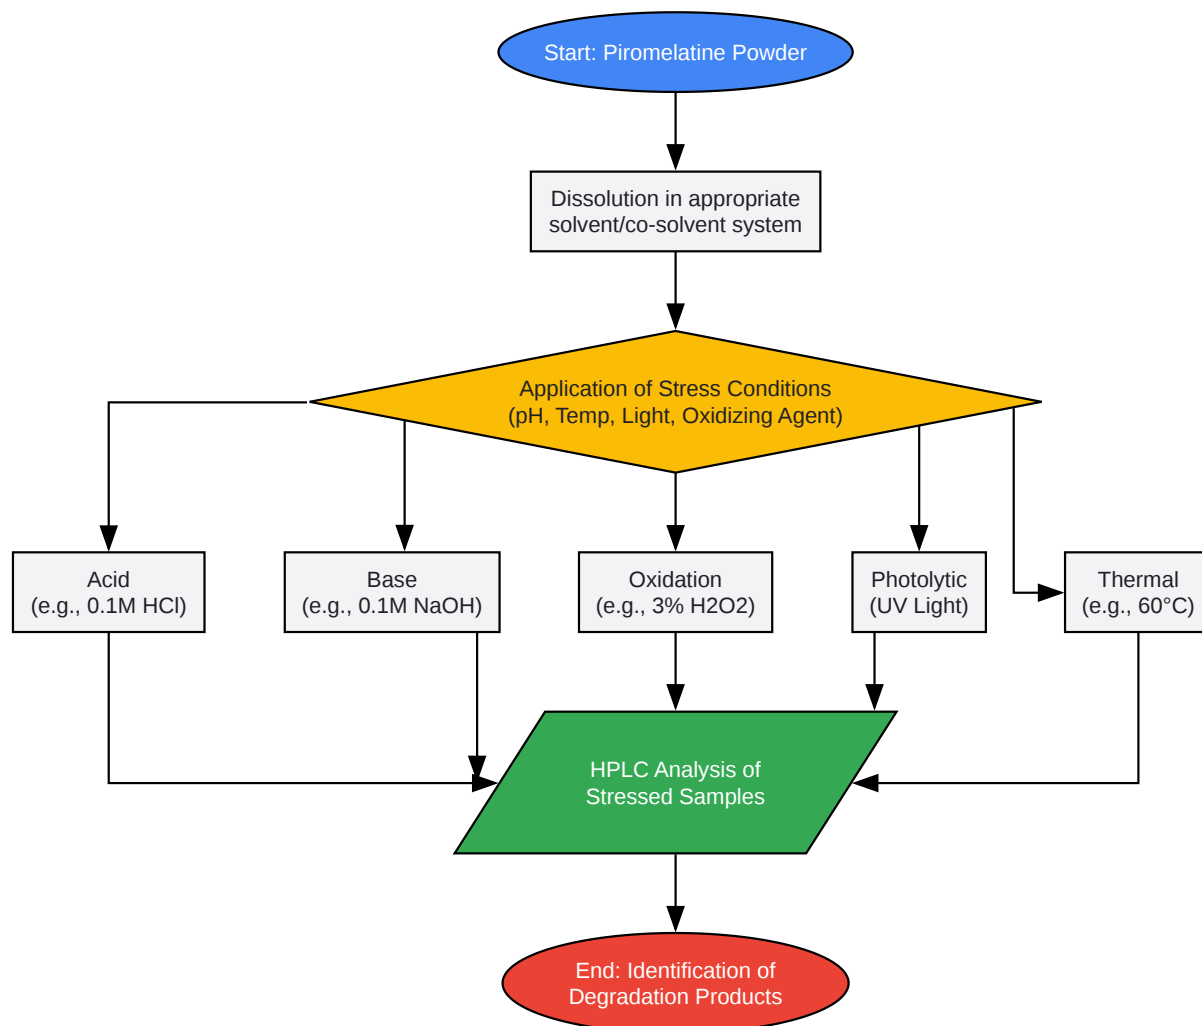 Start: Piromelatine Powder
Dissolution in appropriate
solvent/co-solvent system
Application of Stress Conditions
(pH, Temp, Light, Oxidizing Agent)
Acid
(e.g., 0.1M HCl)
Base
(e.g., 0.1M NaOH)
Oxidation
(e.g., 3% H2O2)
Photolytic
(UV Light)
Thermal
(e.g., 60°C)
HPLC Analysis of
Stressed Samples
End: Identification of
Degradation Products